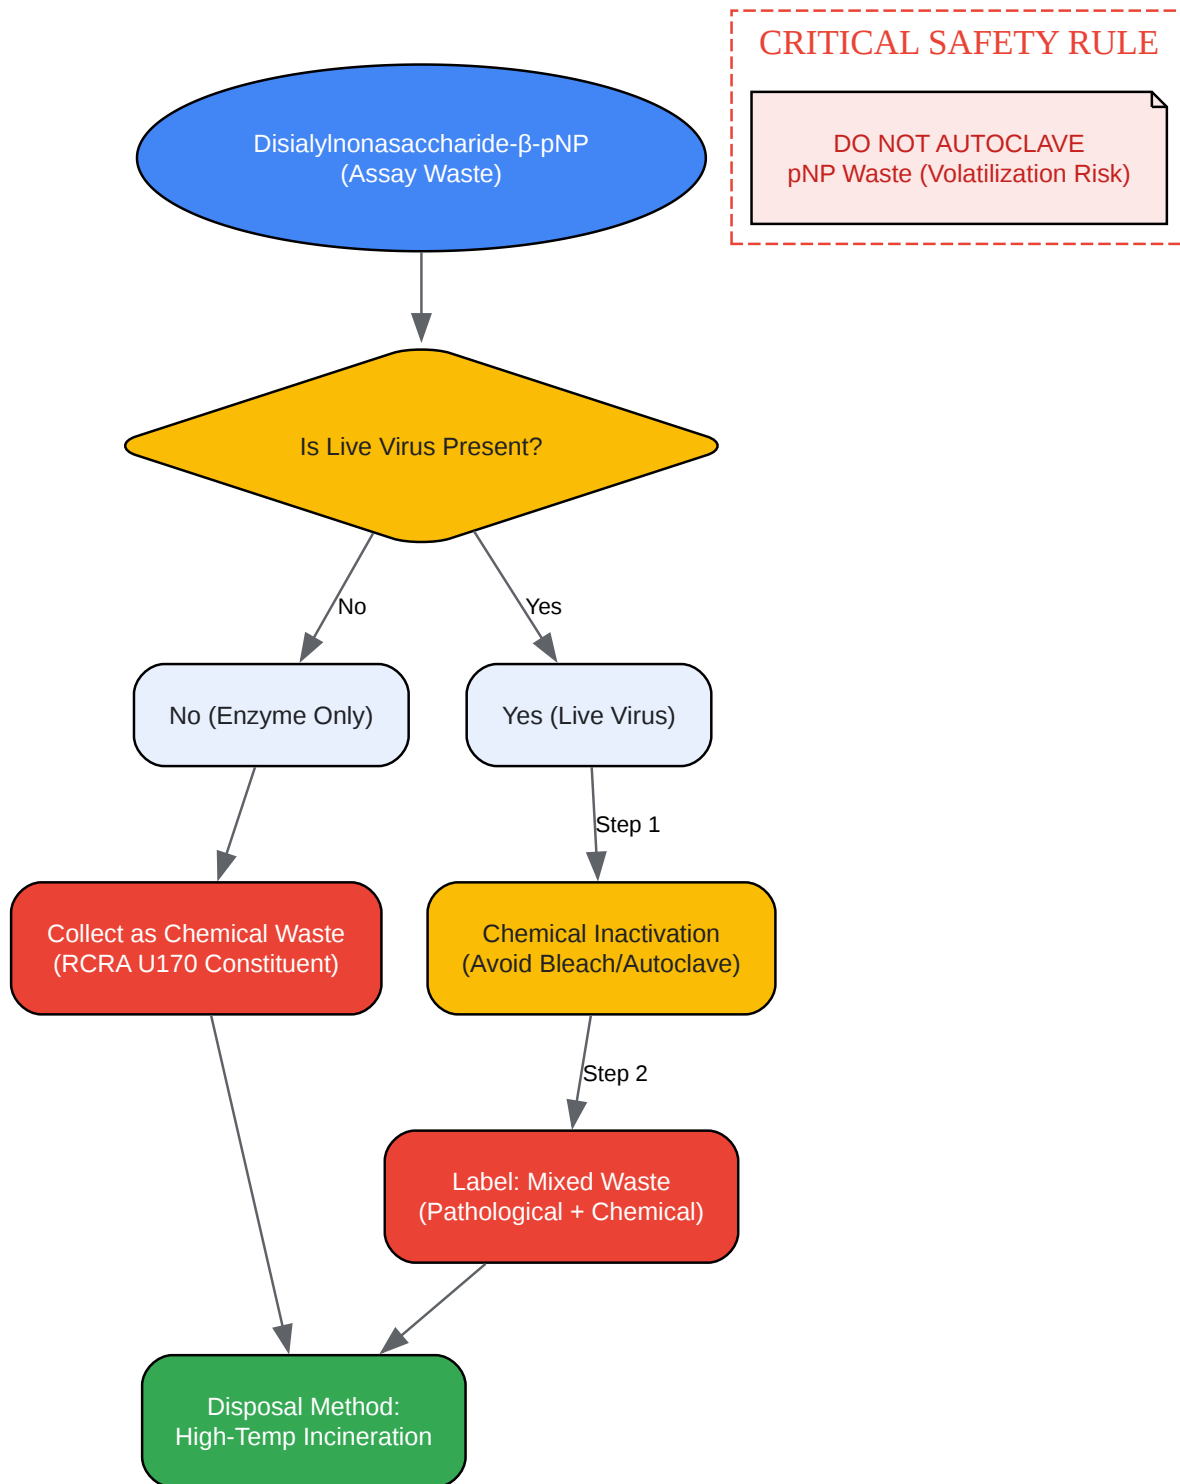 CRITICAL SAFETY RULE
DO NOT AUTOCLAVE
pNP Waste (Volatilization Risk)
Disialylnonasaccharide-β-pNP
(Assay Waste)
Is Live Virus Present?
No
Yes
No (Enzyme Only)
Yes (Live Virus)
Step 1
Collect as Chemical Waste
(RCRA U170 Constituent)
Chemical Inactivation
(Avoid Bleach/Autoclave)
Step 2
Label: Mixed Waste
(Pathological + Chemical)
Disposal Method:
High-Temp Incineration